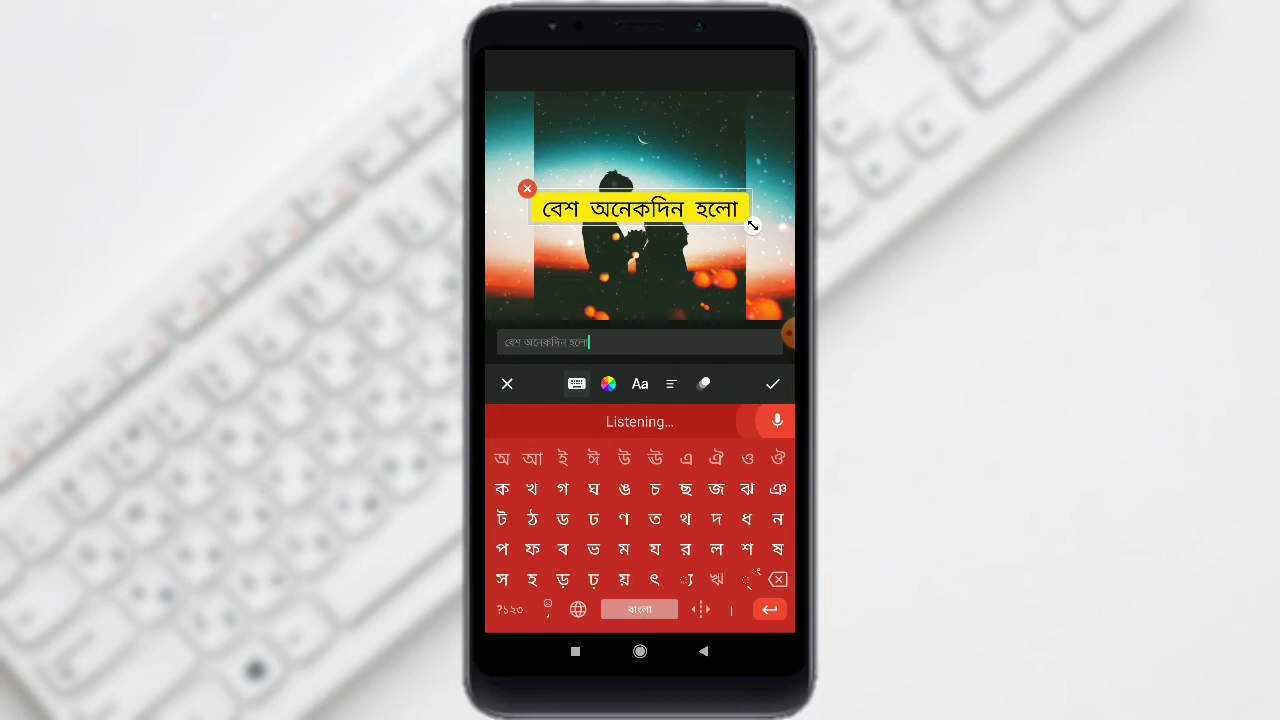 বেশ অনেকদিন হলো
বেশ অনেকদিন হলো
Aa
Listening...
অ আ ই ঈ উ ঊ এ ঐ ও ঔ
ক খ গ ঘ ঙ চ ছ জ ঝ ঞ
ট ঠ ড ঢ ণ ত থ দ ধ ন
প ফ ব ভ ম য র ল শ ষ
স হ ড় ঢ় য় ৎ ্য ঋ ্ ং
?১২৩ , বাংলা ।